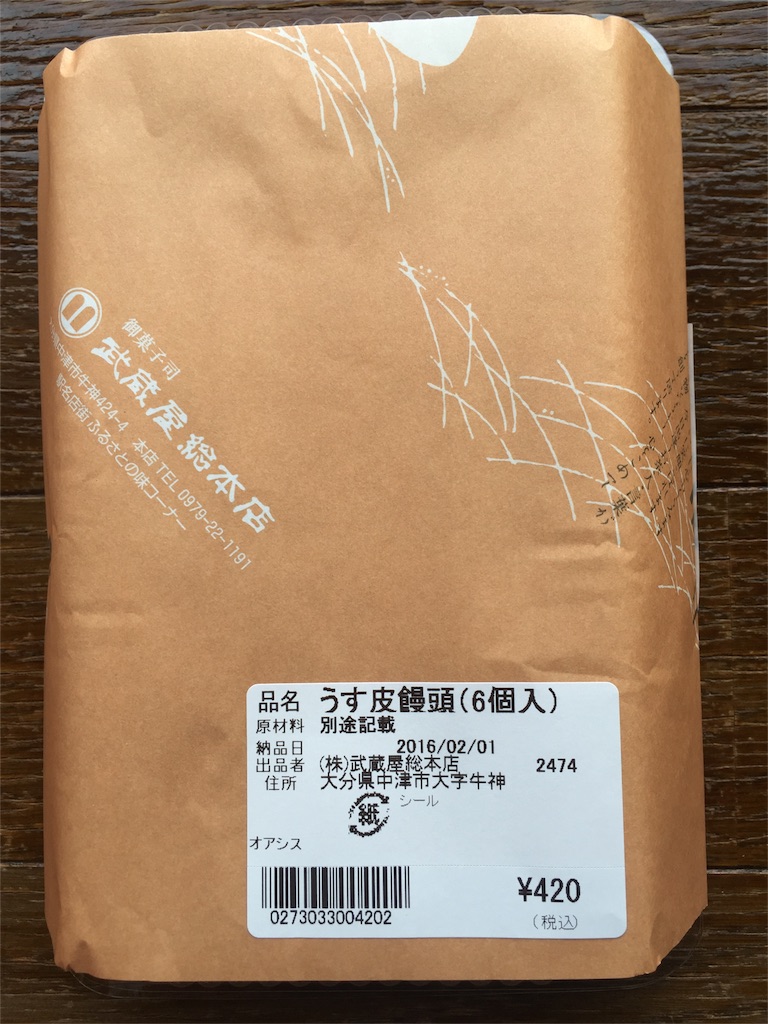 御菓子司
武蔵屋総本店
中津市牛神424-4 本店 TEL 0979-22-1191
駅名店街 ふるさとの味コーナー
品名 うす皮饅頭(6個入)
原材料 別途記載
納品日 2016/02/01
出品者 (株)武蔵屋総本店 2474
住所 大分県中津市大字牛神
紙 シール
オアシス
¥420
0273033004202
(税込)